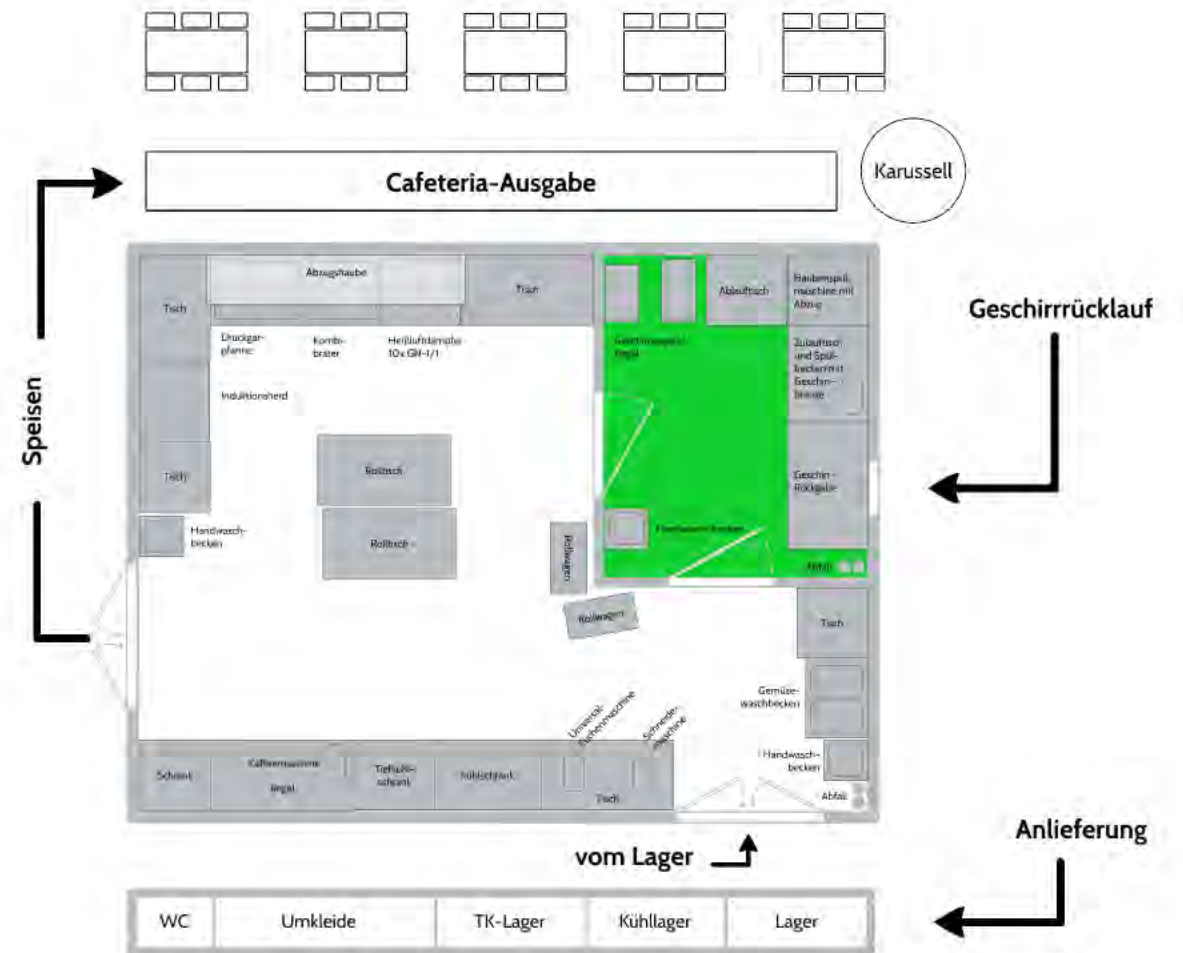 Cafeteria-Ausgabe
Karussell
Speisen
Geschirrrücklauf
Tisch
Abzugshaube
Tisch
Ablauftisch
Haubenspül-
maschine mit
Abzug
Druckgar-
pfanne
Kombi-
bräter
Heißluftdämpfer
10 x GN-1/1
Zulauftisch
und Spül-
becken mit
Geschirr-
brause
Induktionsherd
Tisch
Rolltisch
Rolltisch
Geschirr-
Rückgabe
Handwasch-
becken
Handwaschbecken
Abfall
Rollwagen
Rollwagen
Tisch
Gemüse-
waschbecken
Universal-
küchenmaschine
Schneide-
maschine
Handwasch-
becken
Schrank
Kaffeemaschine
Regal
Tiefkühl-
schrank
Kühlschrank
Tisch
Abfall
vom Lager
Anlieferung
WC
Umkleide
TK-Lager
Kühllager
Lager